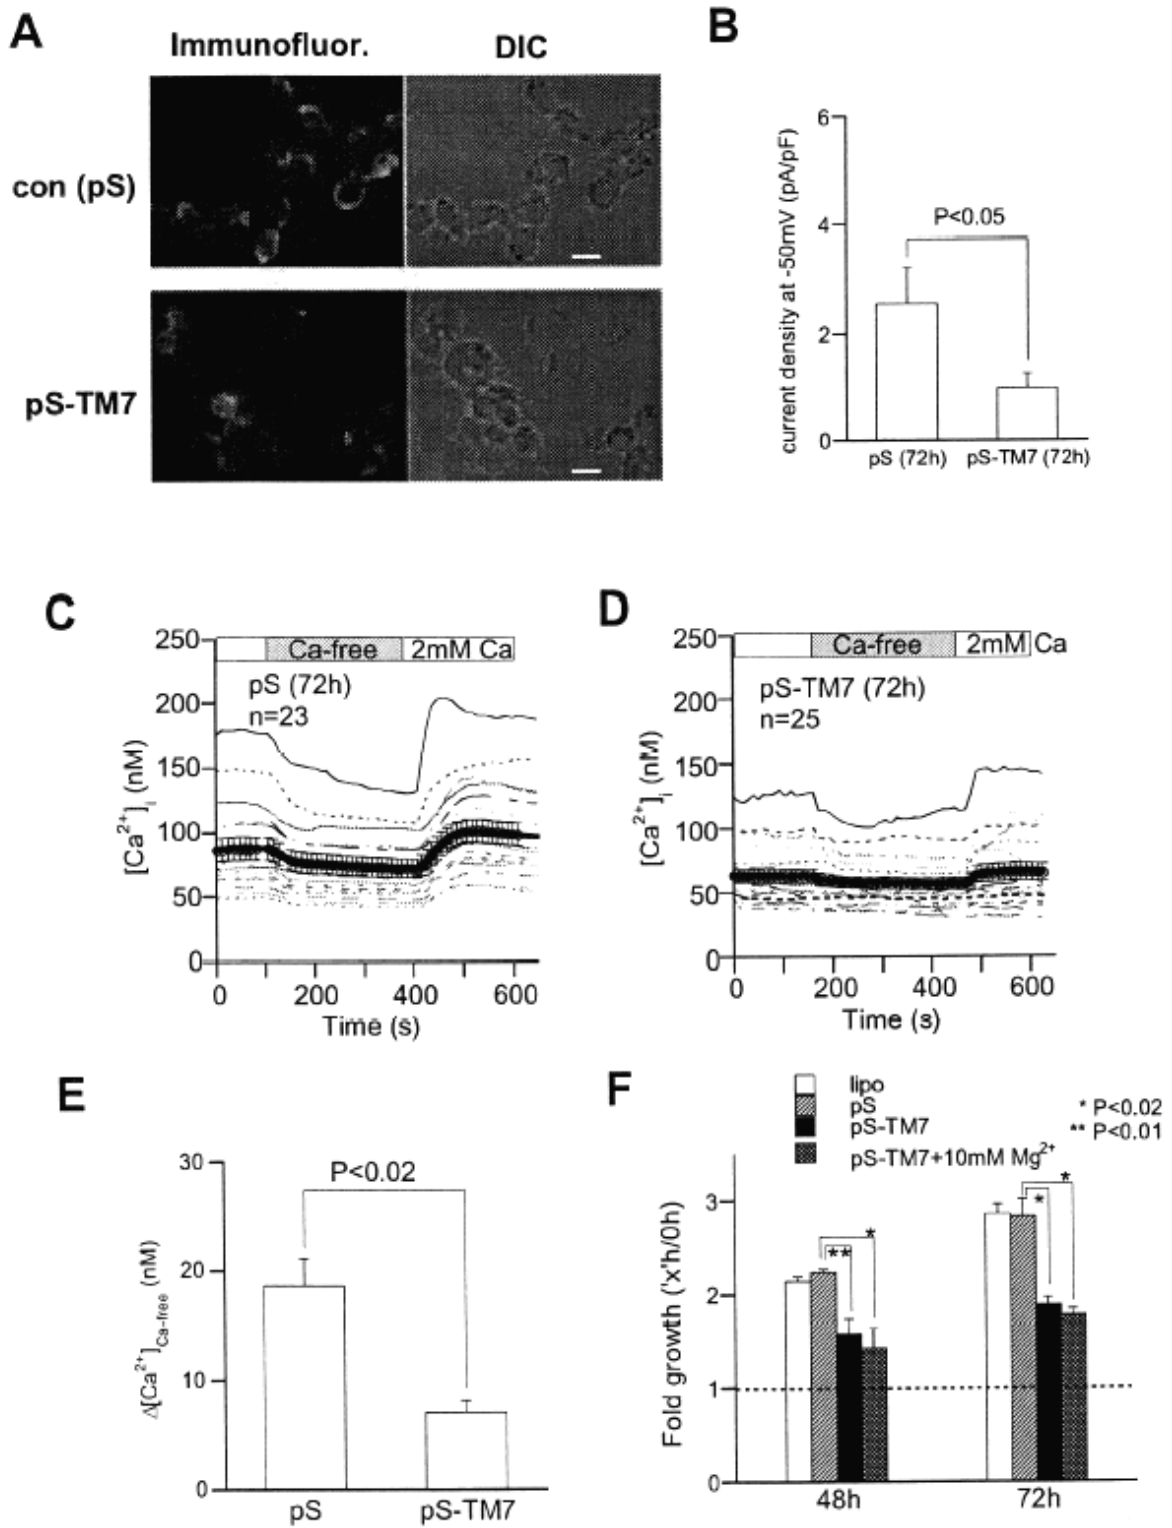 A
Immunofluor.
DIC
con (pS)
pS-TM7
B
current density at -50mV (pA/pF)
6
4
2
0
P<0.05
pS (72h)
pS-TM7 (72h)
C
[Ca²⁺]ᵢ (nM)
250
200
150
100
50
0
Ca-free
2mM Ca
pS (72h)
n=23
0
200
400
600
Time (s)
D
[Ca²⁺]ᵢ (nM)
250
200
150
100
50
0
Ca-free
2mM Ca
pS-TM7 (72h)
n=25
0
200
400
600
Time (s)
E
Δ[Ca²⁺]Ca-free (nM)
30
20
10
0
P<0.02
pS
pS-TM7
F
lipo
pS
pS-TM7
pS-TM7+10mM Mg²⁺
* P<0.02
** P<0.01
Fold growth ('x'h/0h)
3
2
1
0
**
*
*
*
48h
72h